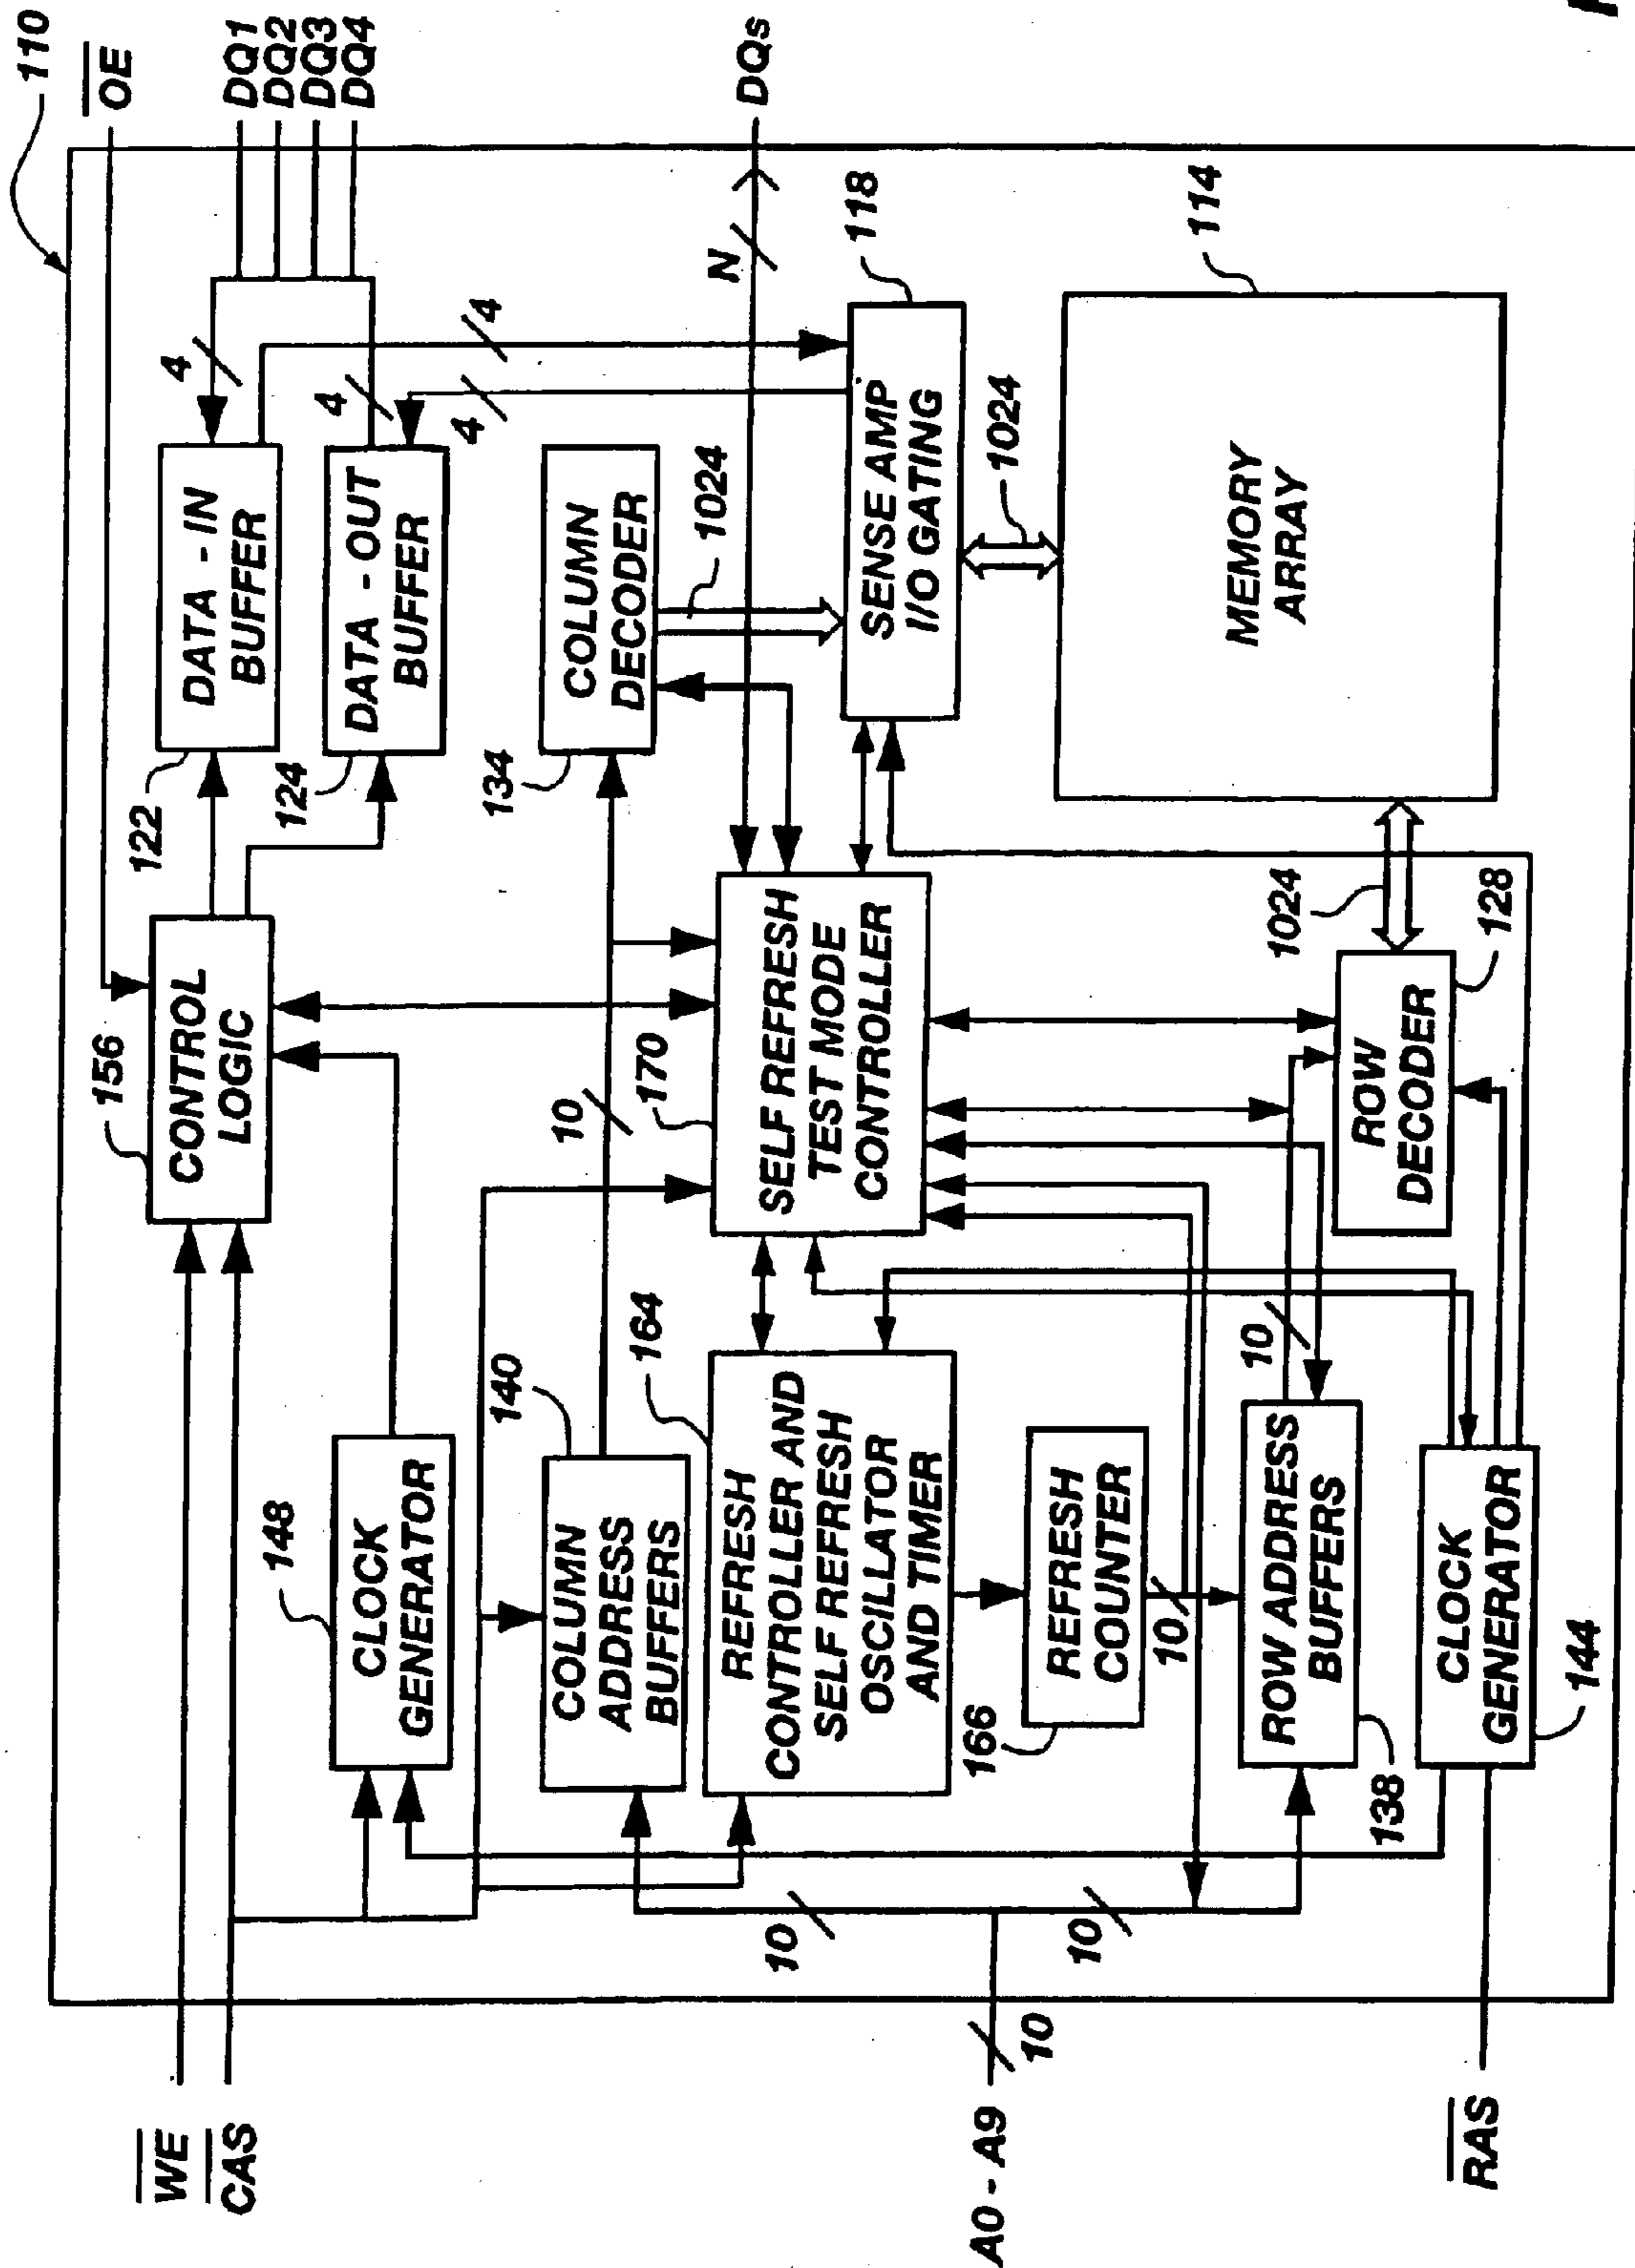 110
OE
DQ1
DQ2
DQ3
DQ4
DQs
N
WE
CAS
A0 - A9
10
RAS
156
CONTROL
LOGIC
122
DATA - IN
BUFFER
4
4
124
DATA - OUT
BUFFER
4
4
148
CLOCK
GENERATOR
140
COLUMN
ADDRESS
BUFFERS
10
134
COLUMN
DECODER
1024
164
REFRESH
CONTROLLER AND
SELF REFRESH
OSCILLATOR
AND TIMER
170
SELF REFRESH
TEST MODE
CONTROLLER
118
SENSE AMP
I/O GATING
1024
10
10
166
REFRESH
COUNTER
10
114
MEMORY
ARRAY
138
ROW ADDRESS
BUFFERS
10
1024
128
ROW
DECODER
144
CLOCK
GENERATOR